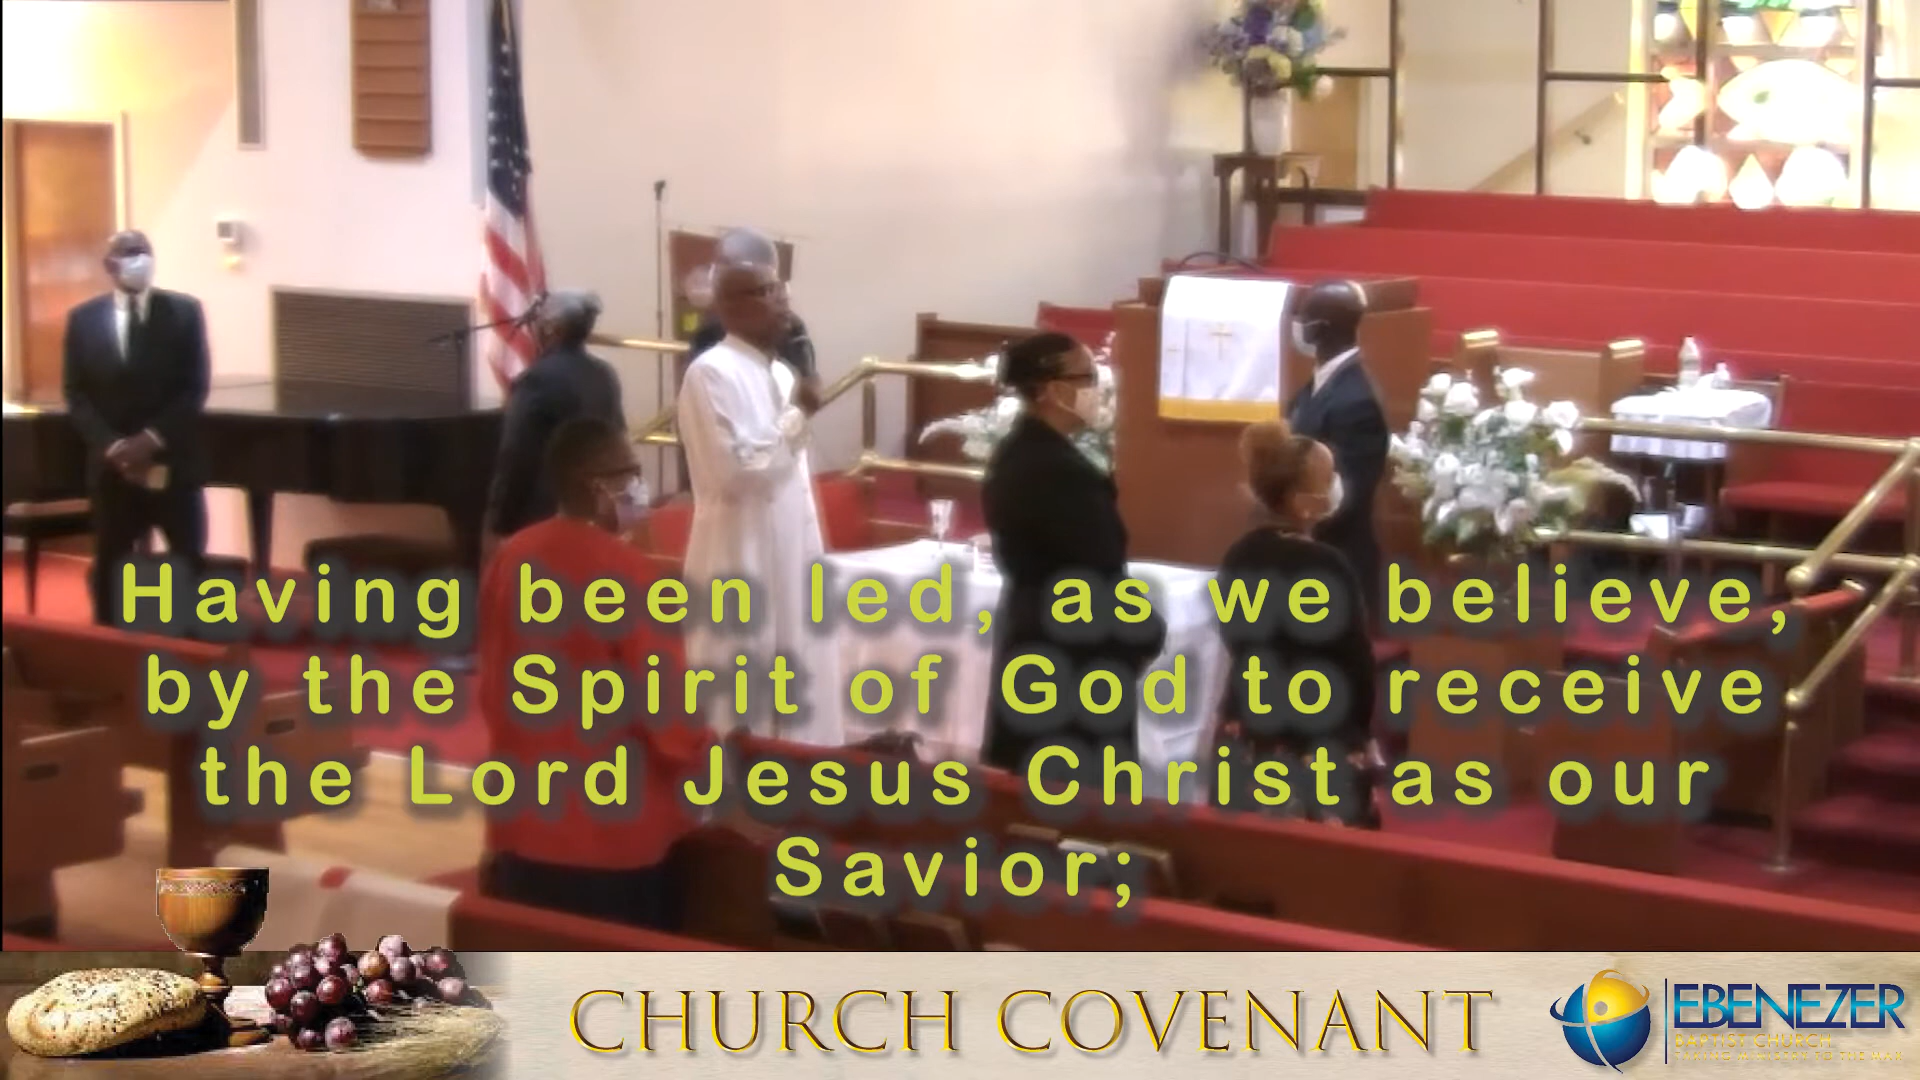 Having been led, as we believe,
by the Spirit of God to receive
the Lord Jesus Christ as our
Savior;
CHURCH COVENANT
EBENEZER
BAPTIST CHURCH